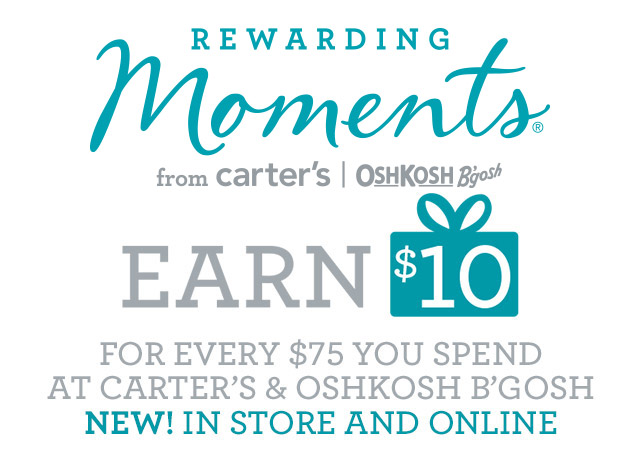 REWARDING
Moments®
from carter's | OSHKOSH B'gosh
EARN $10
FOR EVERY $75 YOU SPEND
AT CARTER'S & OSHKOSH B'GOSH
NEW! IN STORE AND ONLINE